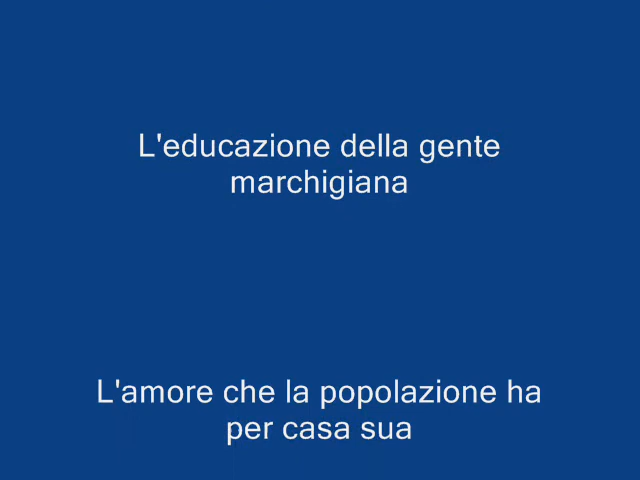 L'educazione della gente
marchigiana
L'amore che la popolazione ha
per casa sua